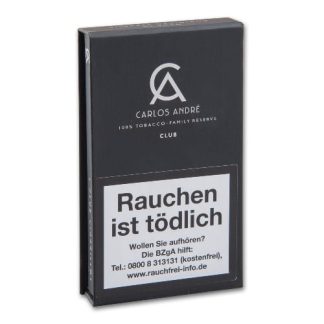 CA
CARLOS ANDRÉ
100% TOBACCO · FAMILY RESERVE
CLUB
Rauchen
ist tödlich
Wollen Sie aufhören?
Die BZgA hilft:
Tel.: 0800 8 313131 (kostenfrei),
www.rauchfrei-info.de